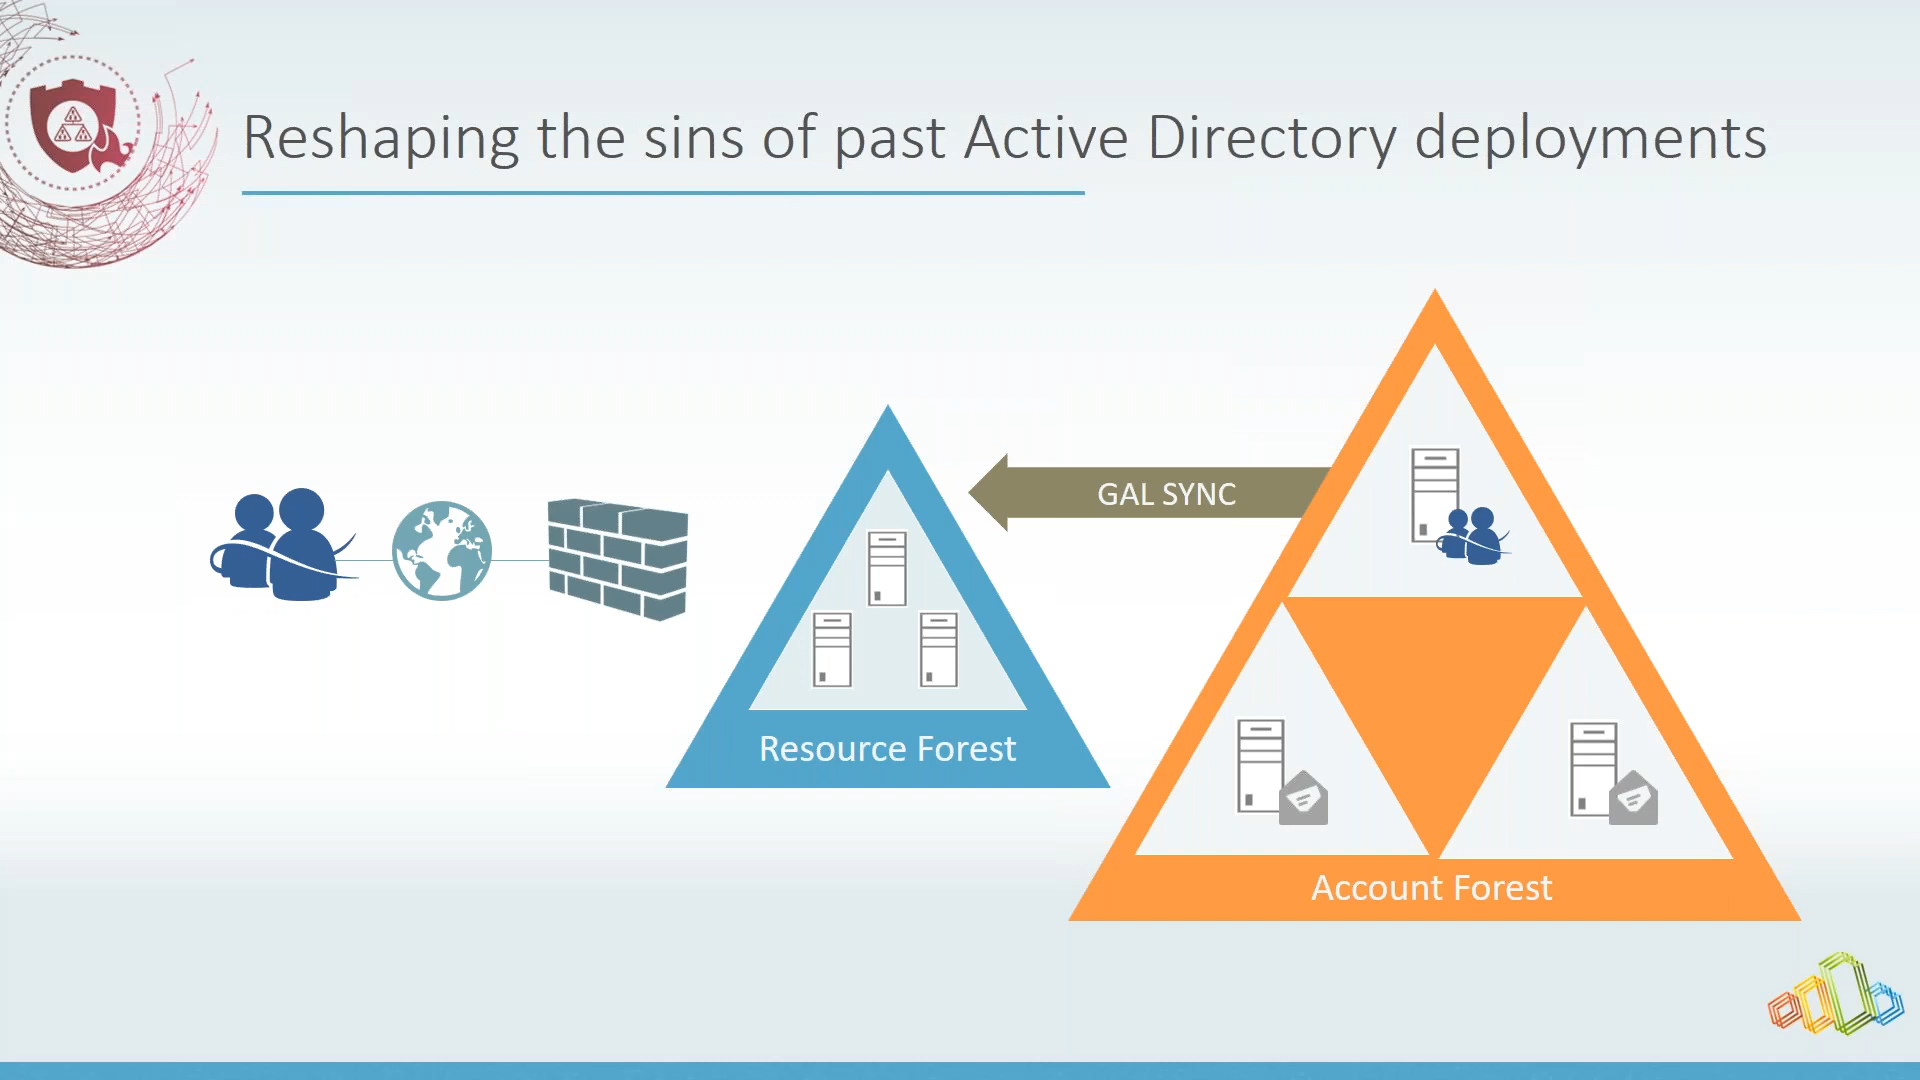 Reshaping the sins of past Active Directory deployments
GAL SYNC
Resource Forest
Account Forest